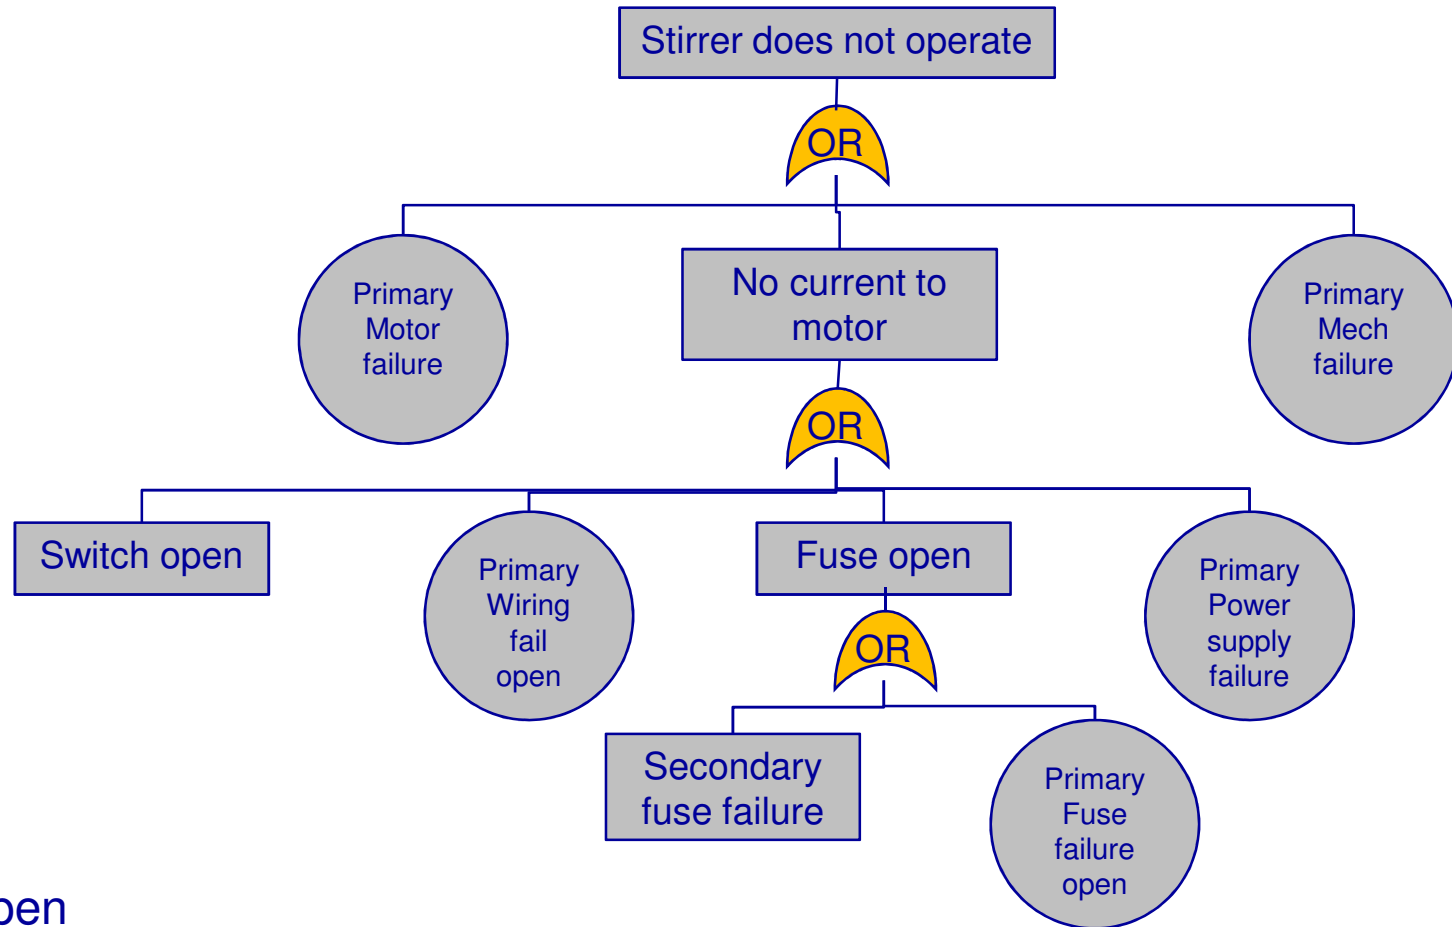 Stirrer does not operate
OR
Primary
Motor
failure
No current to
motor
Primary
Mech
failure
OR
Switch open
Primary
Wiring
fail
open
Fuse open
Primary
Power
supply
failure
OR
Secondary
fuse failure
Primary
Fuse
failure
open